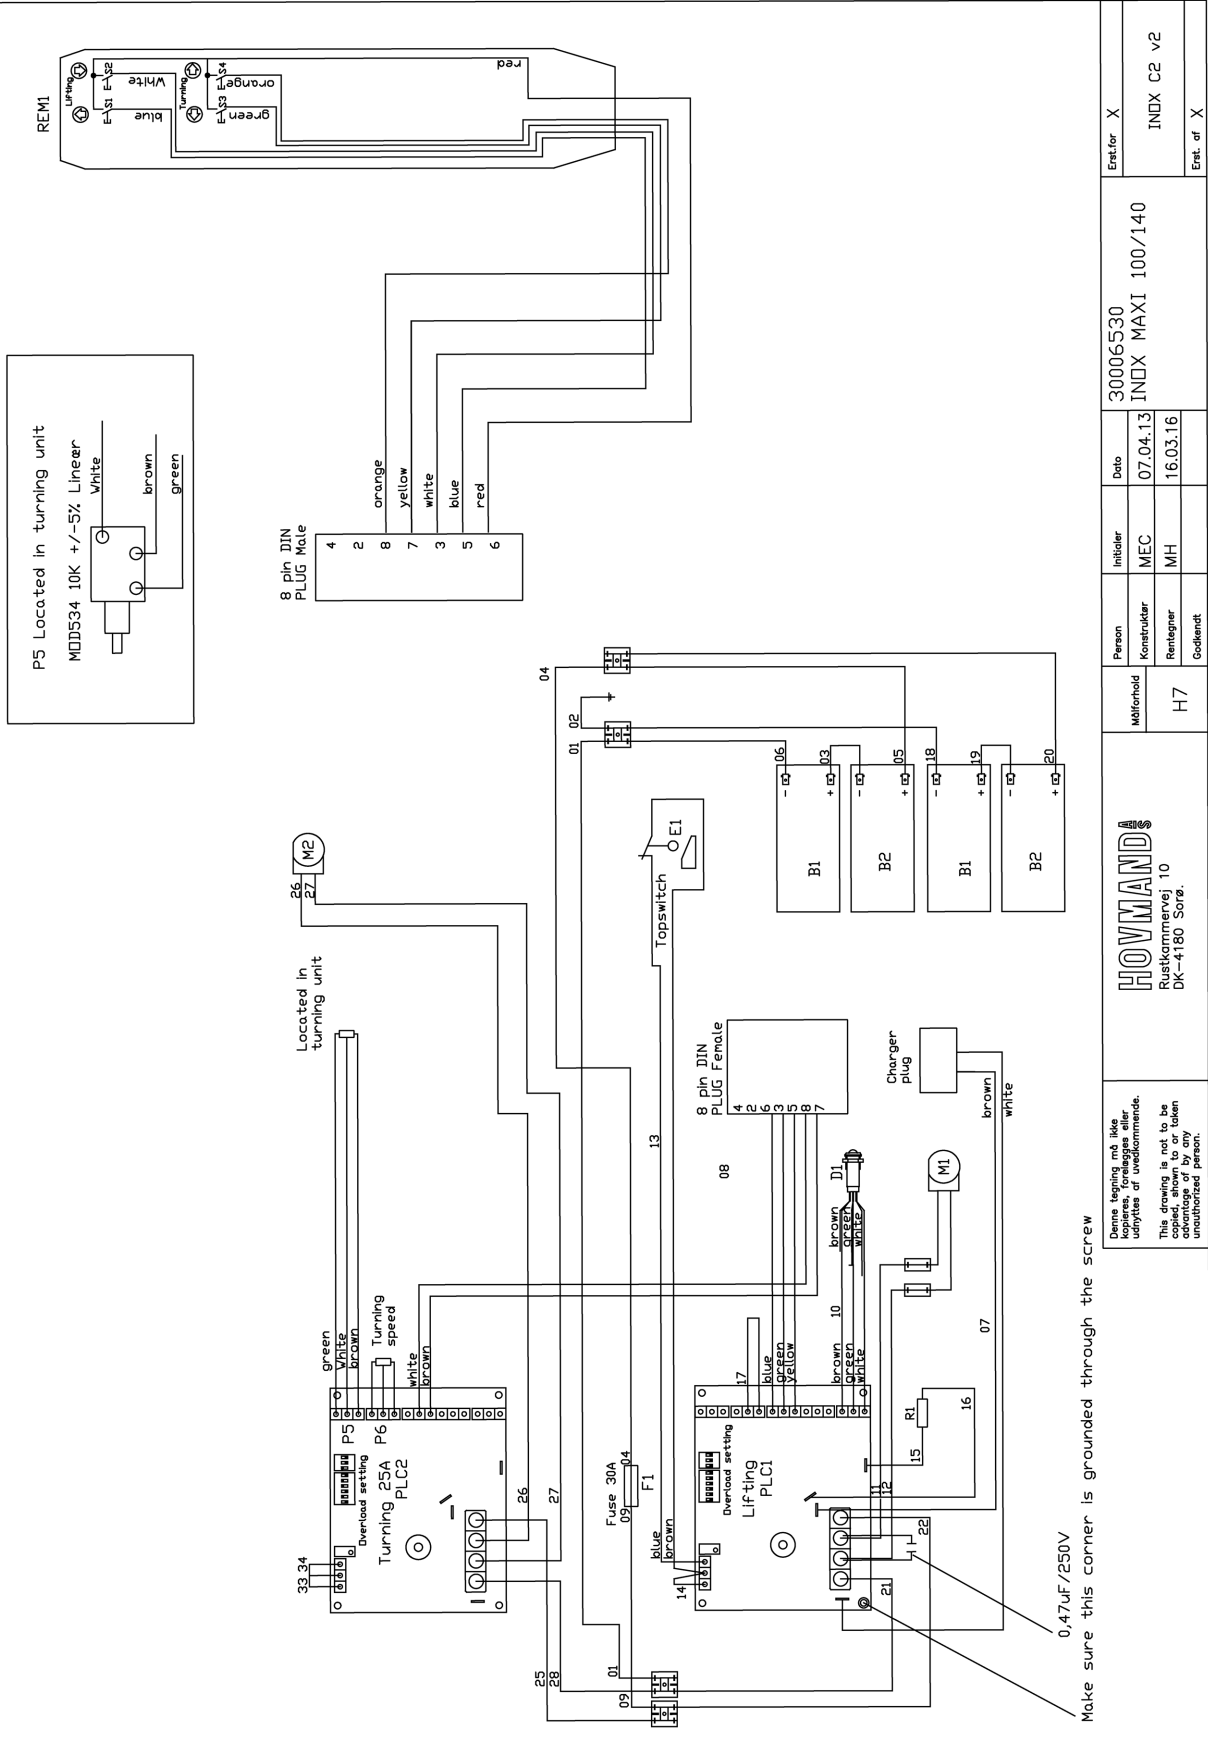 P5 Located in turning unit
MOD534 10K +/-5% Lineær
White
brown
green
REM1
Lifting
S1
S2
blue
White
Turning
S3
S4
green
orange
red
8 pin DIN
PLUG Male
4
2
8
7
3
5
6
orange
yellow
white
blue
red
M2
26
27
Located in
turning unit
green
White
brown
P5
P6
Turning
speed
white
brown
Overload setting
Turning 25A
PLC2
33 34
26
27
25
28
Fuse 30A
09
04
F1
01
09
04
01
02
Topswitch
E1
13
blue
brown
14
8 pin DIN
PLUG Female
4
2
6
3
5
8
7
08
17
blue
green
yellow
10
brown
green
white
brown
green
white
D1
Overload setting
Lifting
PLC1
M1
11
12
R1
15
16
21
22
07
Charger
plug
brown
white
06
-
+
03
B1
-
+
05
B2
18
-
+
19
B1
-
+
20
B2
0,47uF/250V
Make sure this corner is grounded through the screw
Denne tegning må ikke
kopieres, forelægges eller
udnyttes af uvedkommende.
This drawing is not to be
copied, shown to or taken
advantage of by any
unauthorized person.
HOVMAND A/S
Rustkammervej 10
DK-4180 Sorø.
Målforhold
H7
Person
Initialer
Dato
Konstruktør
MEC
07.04.13
Rentegner
MH
16.03.16
Godkendt
30006530
INOX MAXI 100/140
Erst.for X
INOX C2 v2
Erst. af X